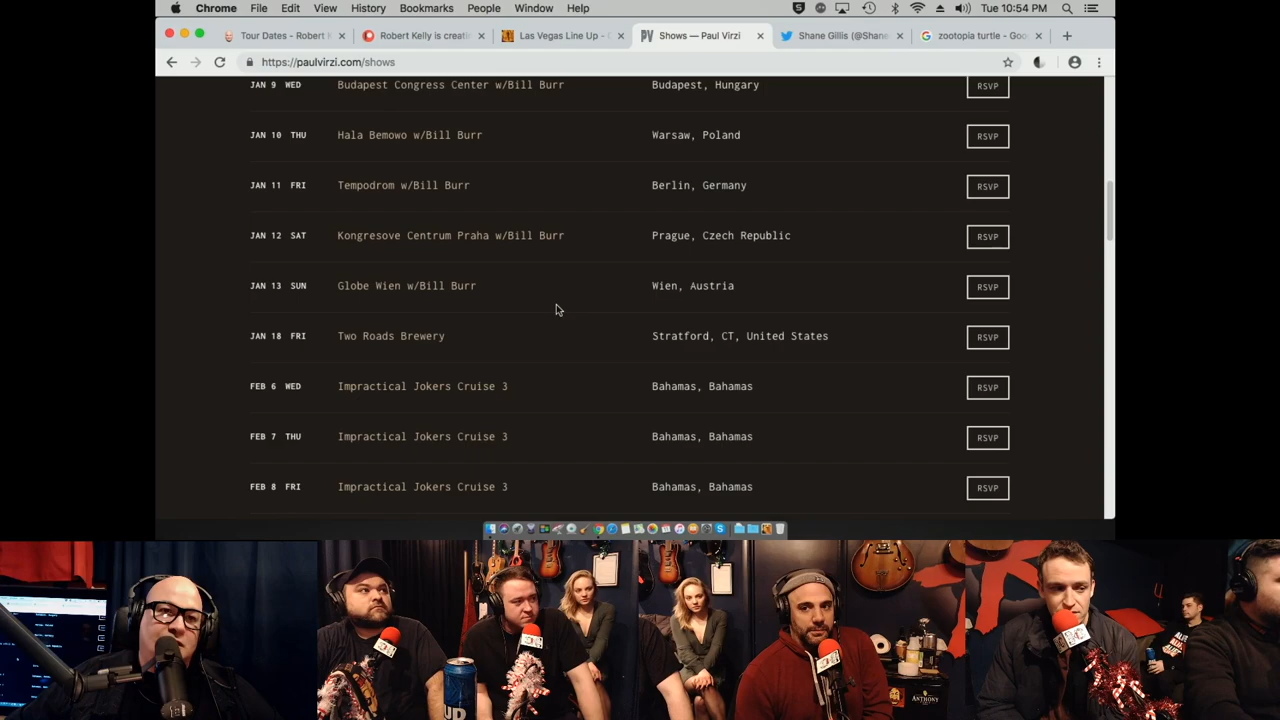 Chrome File Edit View History Bookmarks People Window Help Tue 10:54 PM
Tour Dates - Robert K
Robert Kelly is creati
Las Vegas Line Up - C
Shows — Paul Virzi
Shane Gillis (@Shane
zootopia turtle - Goo
https://paulvirzi.com/shows
JAN 9 WED Budapest Congress Center w/Bill Burr Budapest, Hungary RSVP
JAN 10 THU Hala Bemowo w/Bill Burr Warsaw, Poland RSVP
JAN 11 FRI Tempodrom w/Bill Burr Berlin, Germany RSVP
JAN 12 SAT Kongresove Centrum Praha w/Bill Burr Prague, Czech Republic RSVP
JAN 13 SUN Globe Wien w/Bill Burr Wien, Austria RSVP
JAN 18 FRI Two Roads Brewery Stratford, CT, United States RSVP
FEB 6 WED Impractical Jokers Cruise 3 Bahamas, Bahamas RSVP
FEB 7 THU Impractical Jokers Cruise 3 Bahamas, Bahamas RSVP
FEB 8 FRI Impractical Jokers Cruise 3 Bahamas, Bahamas RSVP
ANTHONY